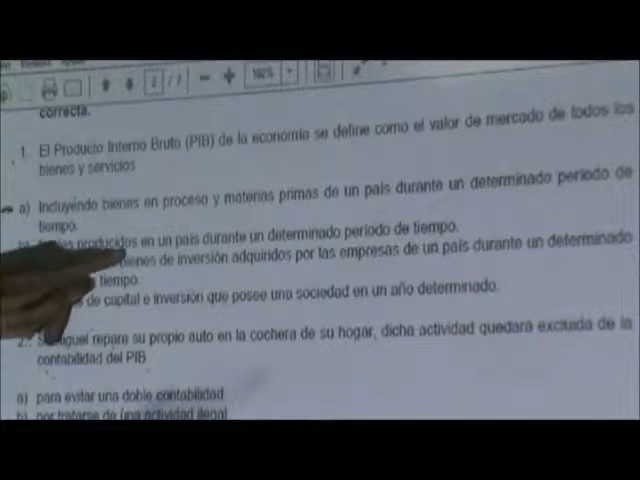 100%
correcta.
1. El Producto Interno Bruto (PIB) de la economía se define como el valor de mercado de todos los
bienes y servicios
a) Incluyendo bienes en proceso y materias primas de un país durante un determinado periodo de
tiempo.
producidos en un país durante un determinado periodo de tiempo.
bienes de inversión adquiridos por las empresas de un país durante un determinado
tiempo
de capital e inversión que posee una sociedad en un año determinado.
2. Si Miguel repara su propio auto en la cochera de su hogar, dicha actividad quedará excluida de la
contabilidad del PIB
a) para evitar una doble contabilidad
b) por tratarse de una actividad ilegal